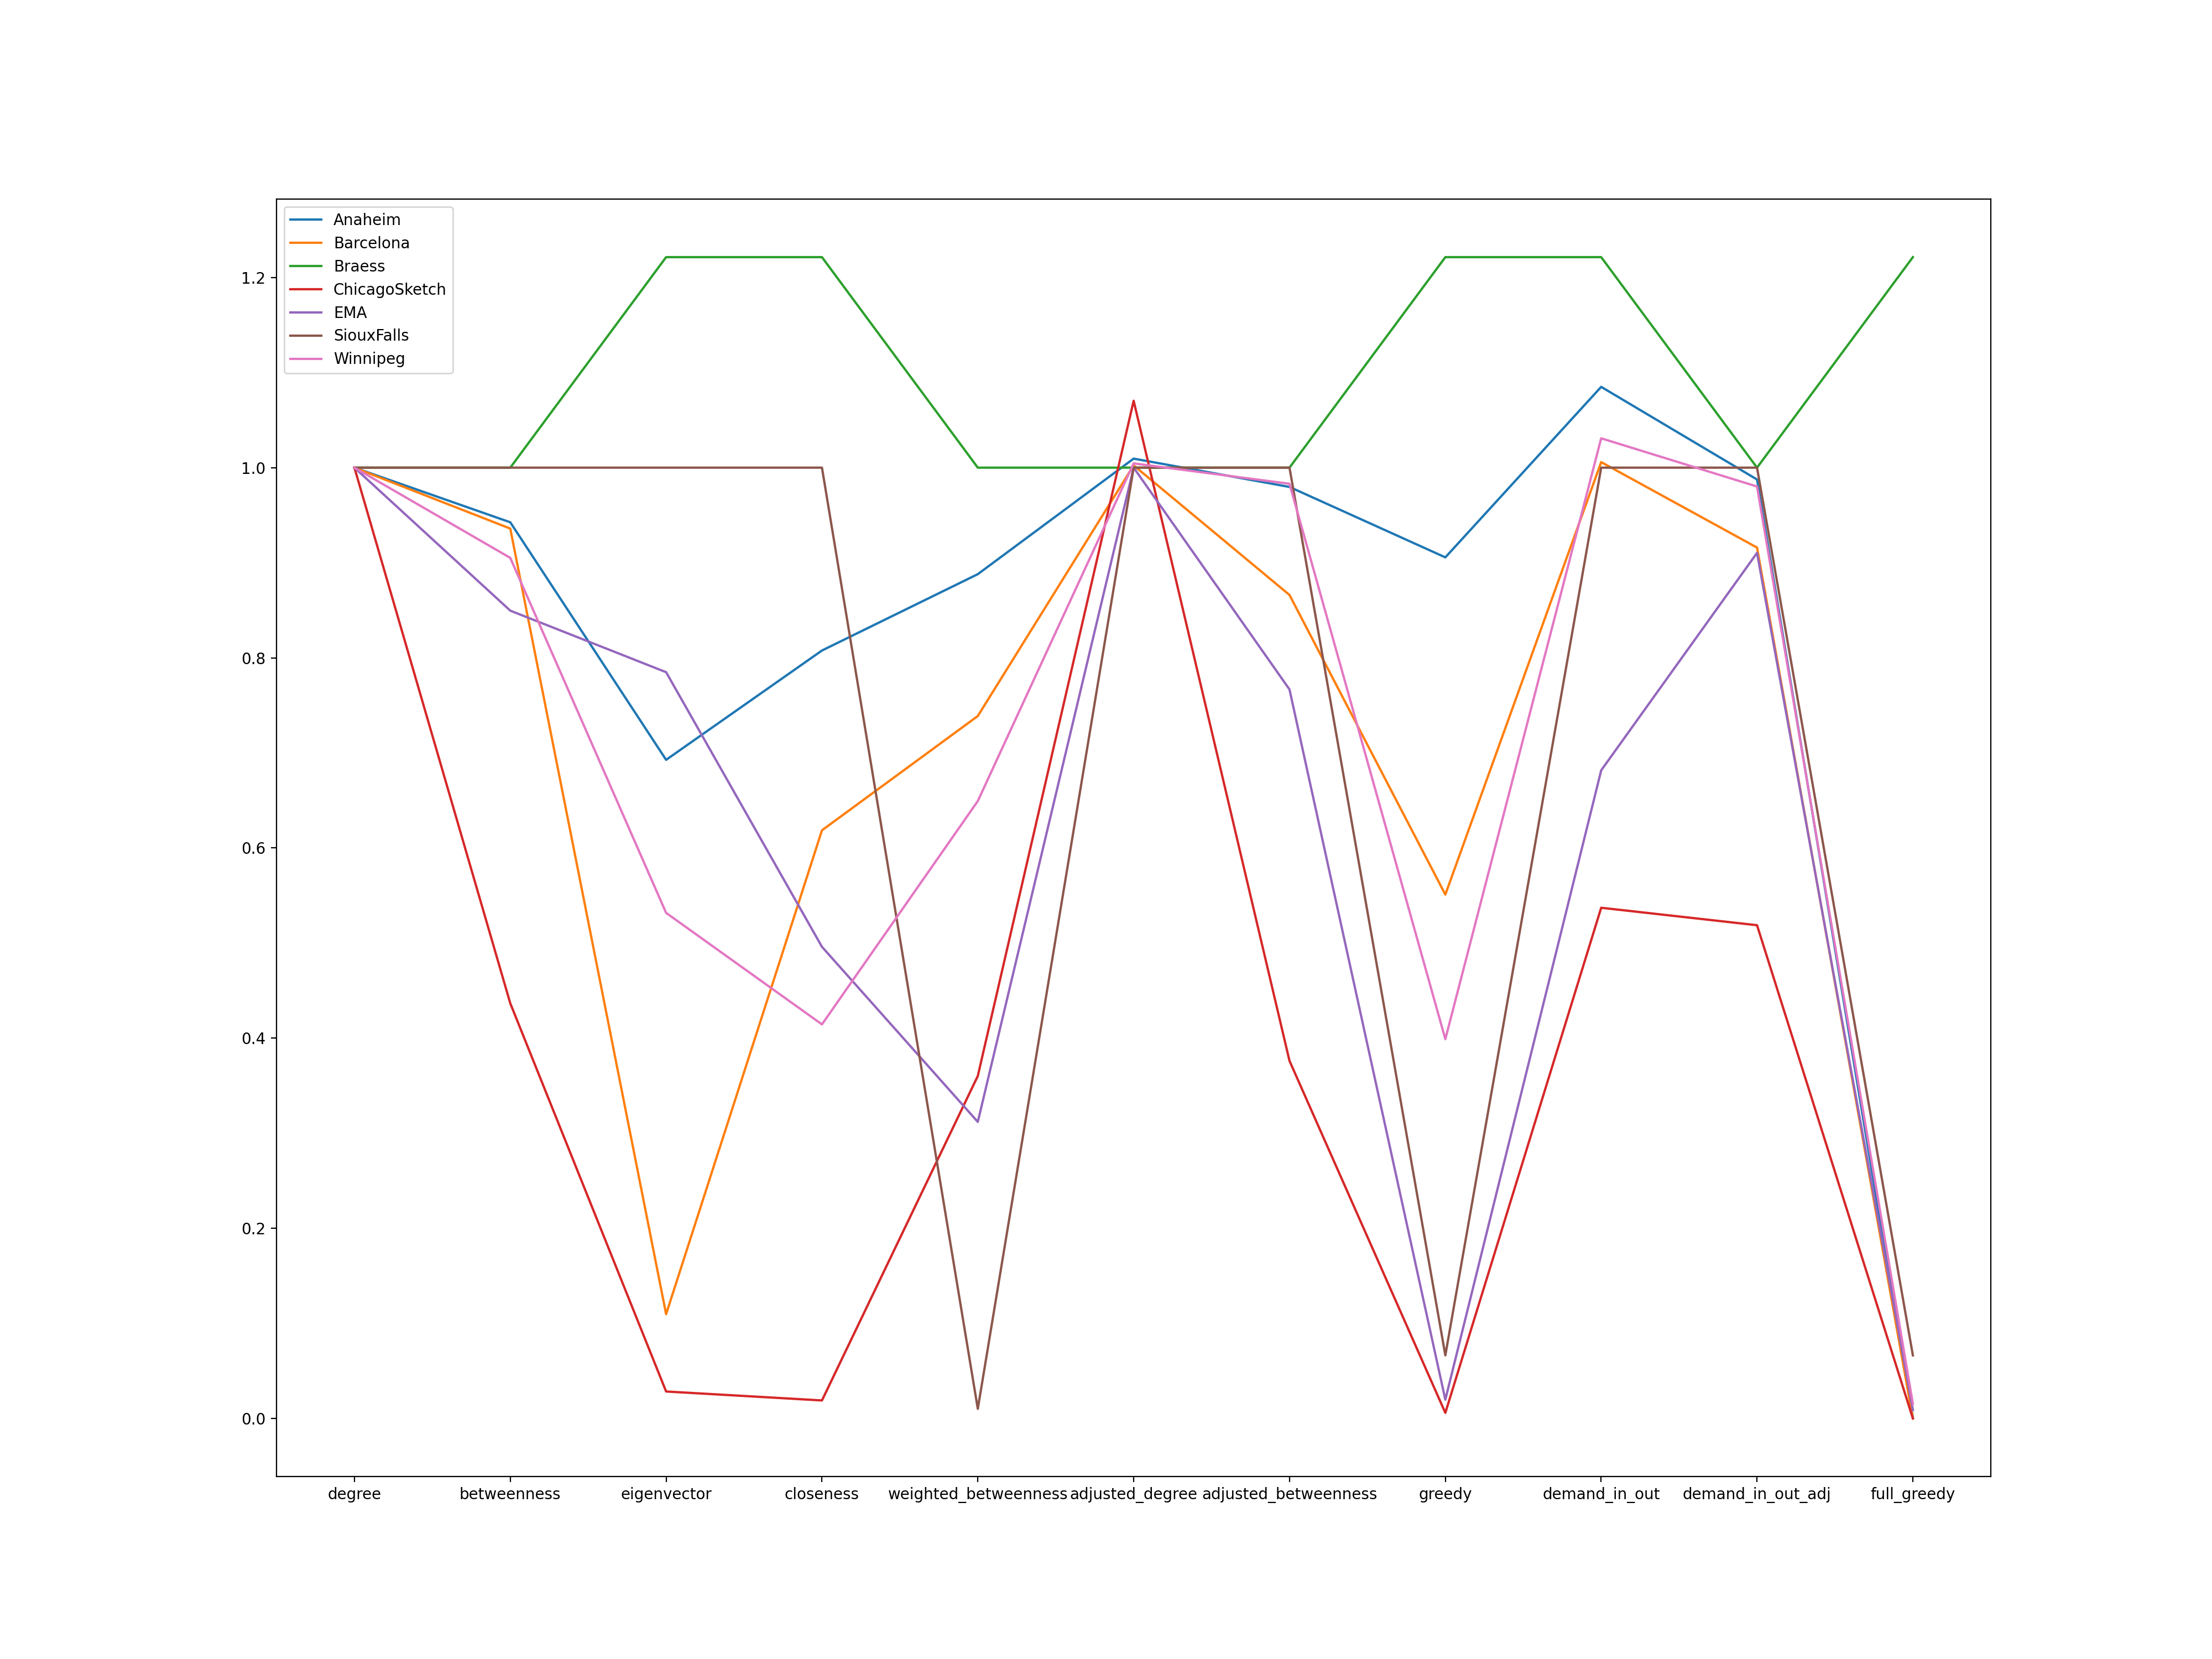 Anaheim
Barcelona
Braess
ChicagoSketch
EMA
SiouxFalls
Winnipeg
1.2
1.0
0.8
0.6
0.4
0.2
0.0
degree betweenness eigenvector closeness weighted_betweenness adjusted_degree adjusted_betweenness greedy demand_in_out demand_in_out_adj full_greedy